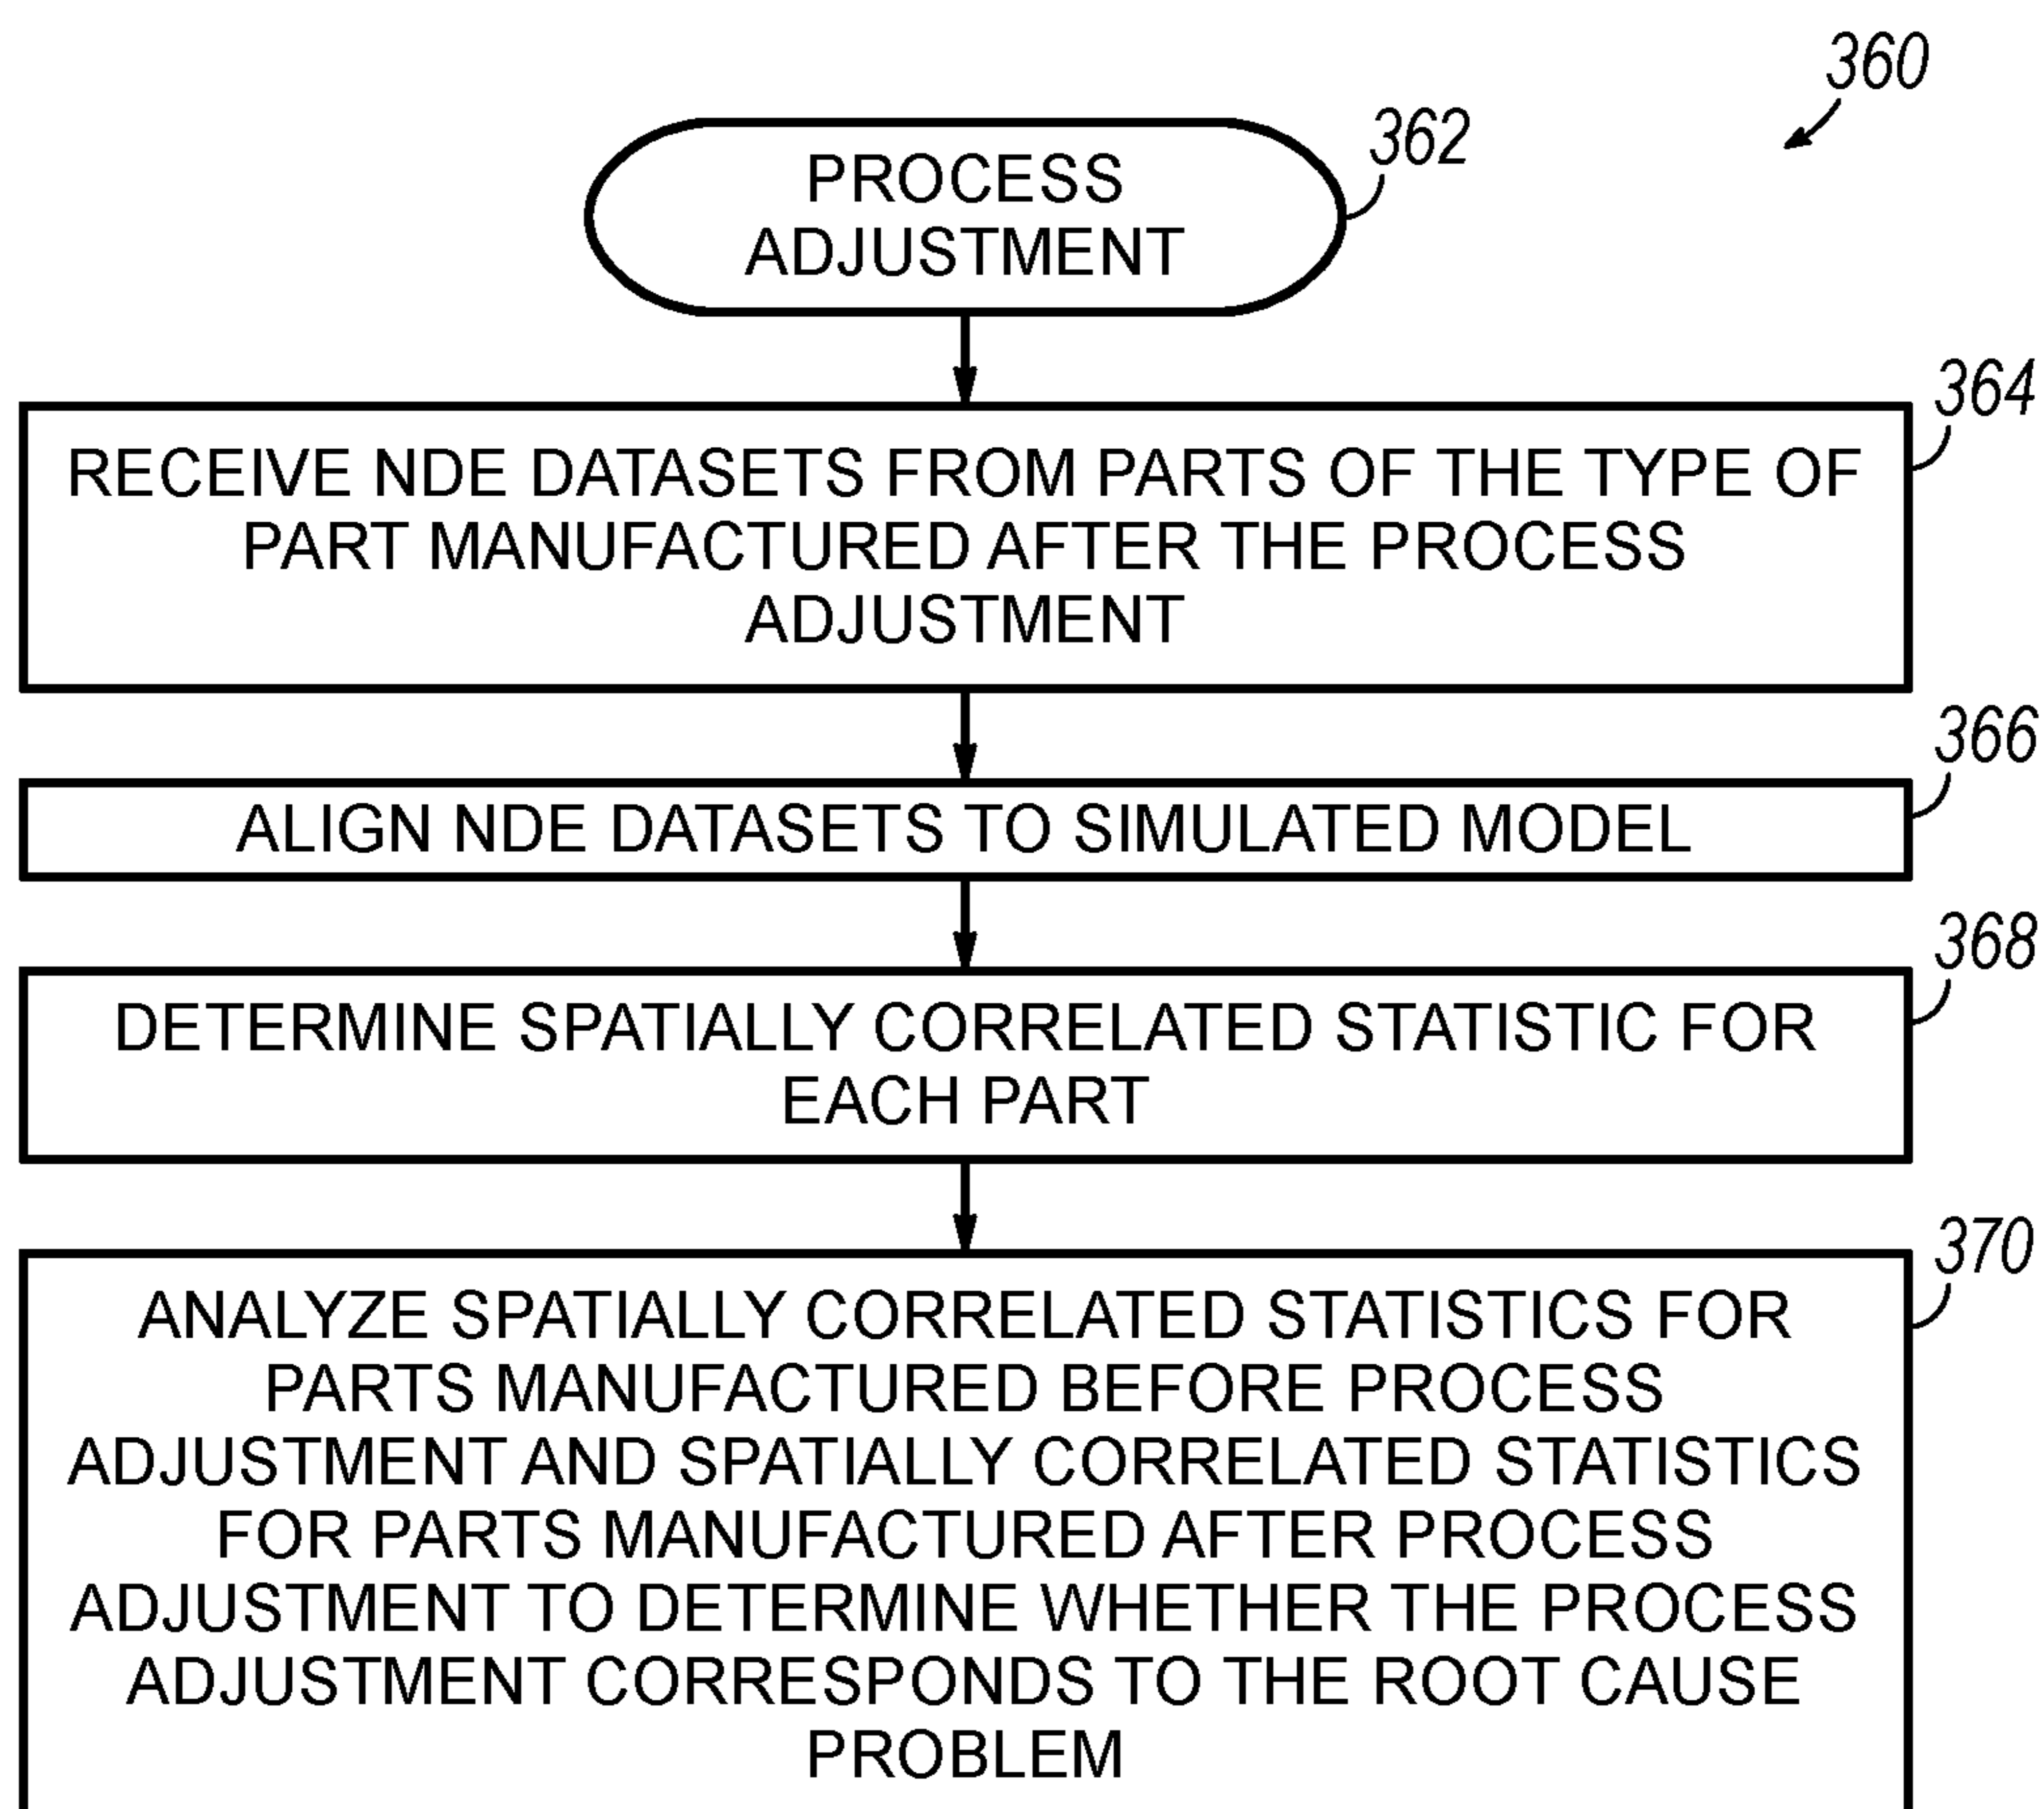 360
362
PROCESS
ADJUSTMENT
364
RECEIVE NDE DATASETS FROM PARTS OF THE TYPE OF
PART MANUFACTURED AFTER THE PROCESS
ADJUSTMENT
366
ALIGN NDE DATASETS TO SIMULATED MODEL
368
DETERMINE SPATIALLY CORRELATED STATISTIC FOR
EACH PART
370
ANALYZE SPATIALLY CORRELATED STATISTICS FOR
PARTS MANUFACTURED BEFORE PROCESS
ADJUSTMENT AND SPATIALLY CORRELATED STATISTICS
FOR PARTS MANUFACTURED AFTER PROCESS
ADJUSTMENT TO DETERMINE WHETHER THE PROCESS
ADJUSTMENT CORRESPONDS TO THE ROOT CAUSE
PROBLEM